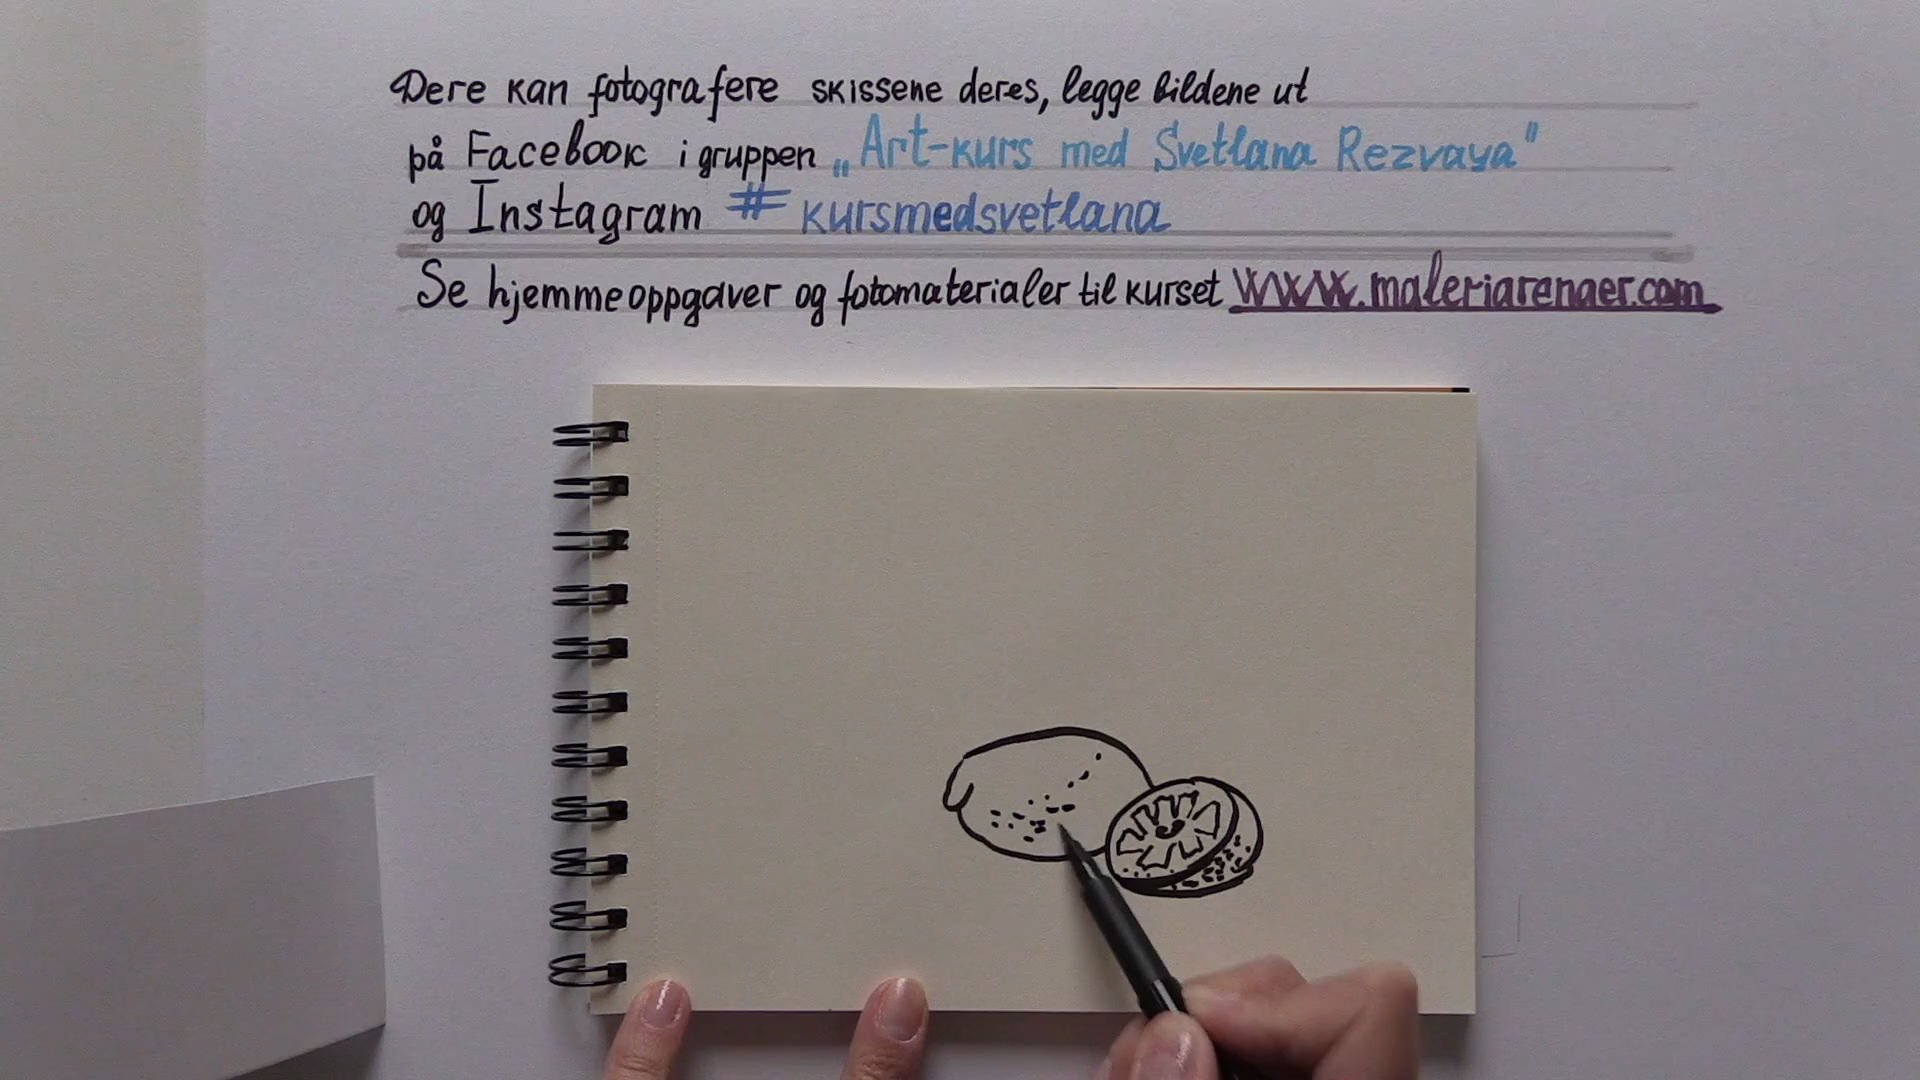 Dere kan fotografere skissene deres, legge bildene ut
på Facebook i gruppen „Art-kurs med Svetlana Rezvaya"
og Instagram #kursmedsvetlana
Se hjemmeoppgaver og fotomaterialer til kurset www.maleriarenaer.com